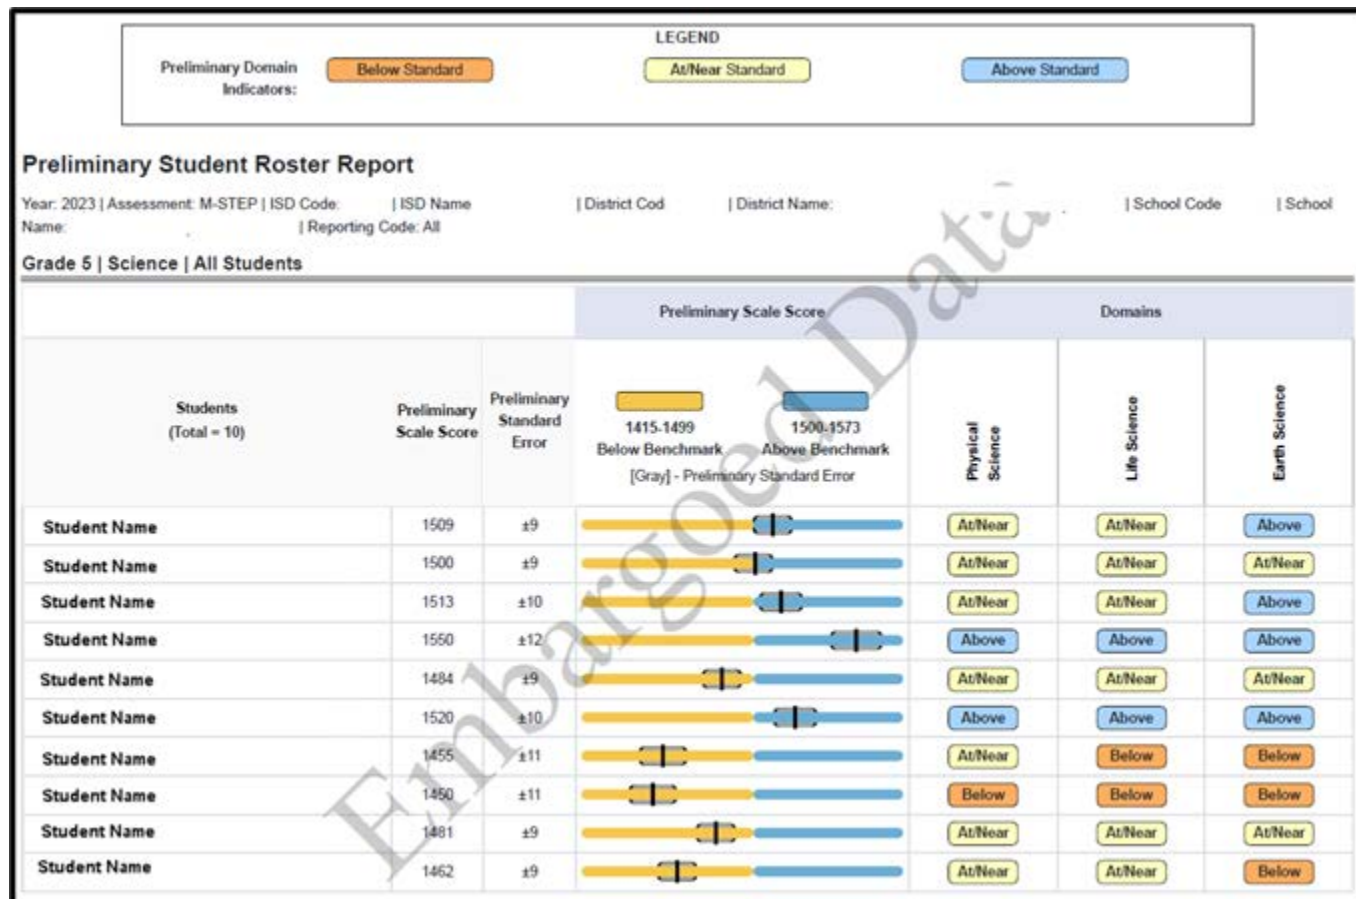 LEGEND
Preliminary Domain Indicators: Below Standard At/Near Standard Above Standard
Preliminary Student Roster Report
Year: 2023 | Assessment: M-STEP | ISD Code: | ISD Name | District Cod | District Name: | School Code | School
Name: | Reporting Code: All
Grade 5 | Science | All Students
Preliminary Scale Score Domains
Students (Total = 10) Preliminary Scale Score Preliminary Standard Error 1415-1499 Below Benchmark 1500-1573 Above Benchmark [Gray] - Preliminary Standard Error Physical Science Life Science Earth Science
Student Name 1509 ±9 At/Near At/Near Above
Student Name 1500 ±9 At/Near At/Near At/Near
Student Name 1513 ±10 At/Near At/Near Above
Student Name 1550 ±12 Above Above Above
Student Name 1484 ±9 At/Near At/Near At/Near
Student Name 1520 ±10 Above Above Above
Student Name 1455 ±11 At/Near Below Below
Student Name 1450 ±11 Below Below Below
Student Name 1481 ±9 At/Near At/Near At/Near
Student Name 1462 ±9 At/Near At/Near Below
Embargoed Data